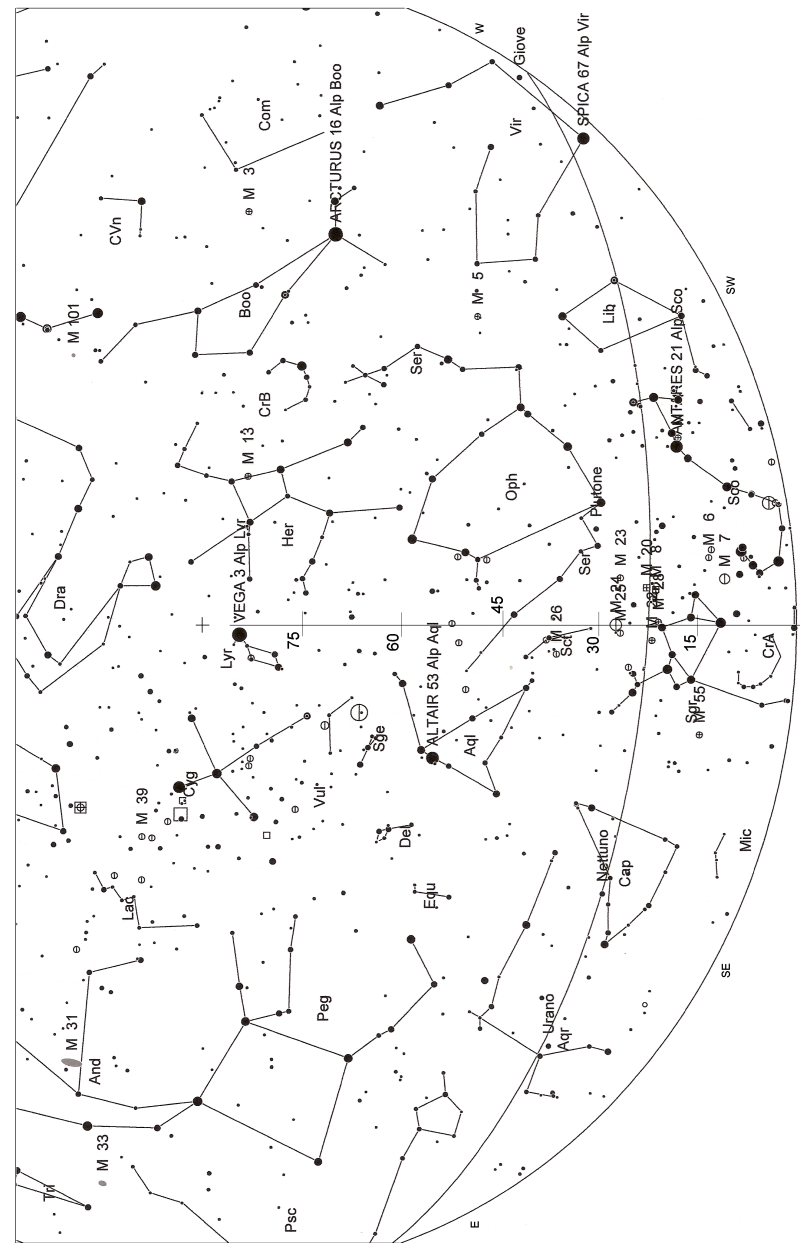 W
Giove
SPICA 67 Alp Vir
Vir
Com
ARCTURUS 16 Alp Boo
M 3
CVn
M 5
Boo
M 101
Lib
SW
ANTARES 21 Alp Sco
Ser
CrB
M 13
Oph
Sco
Plutone
Her
VEGA 3 Alp Lyr
M 6
M 7
M 23
M 20
M 8
Ser
Dra
M 24
M 25
M 28
45
M 26
Sct
30
15
75
60
Lyr
CrA
ALTAIR 53 Alp Aql
Sgr
M 55
Sge
Aql
Cyg
Vul
M 39
Del
Nettuno
Cap
Mic
Equ
Lac
SE
Peg
Urano
Aqr
M 31
And
M 33
Tri
Psc
E